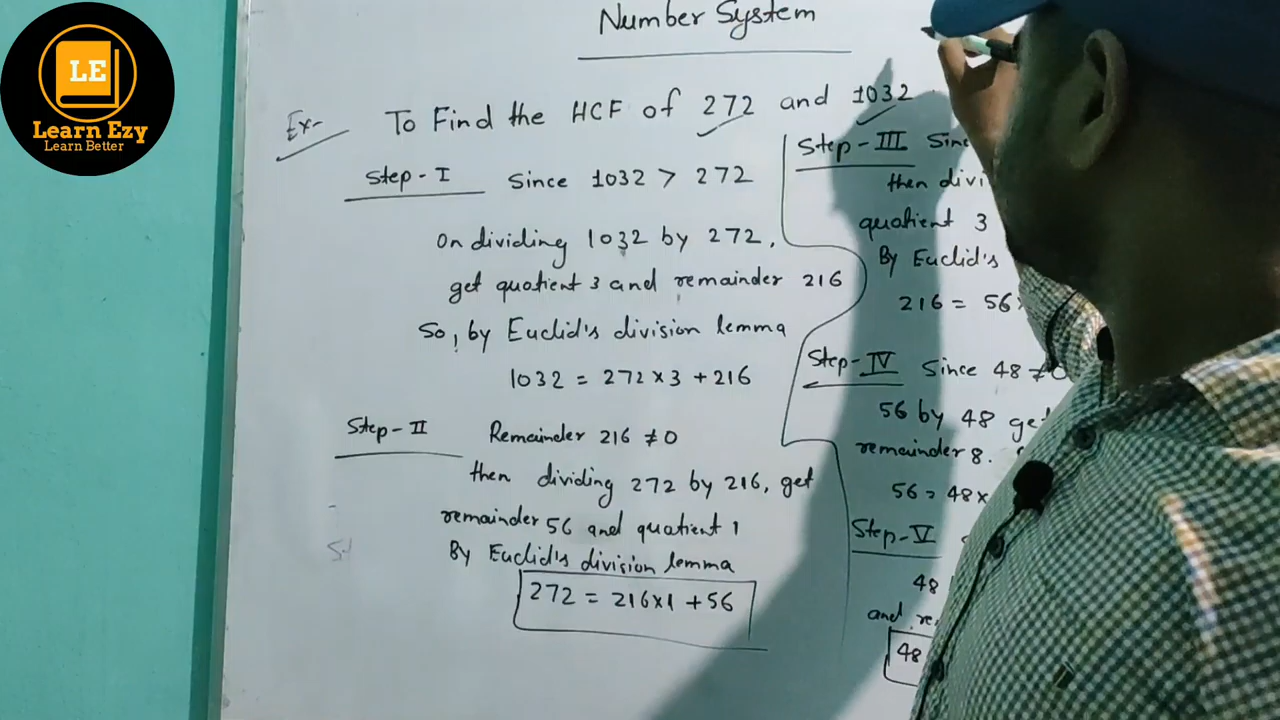 LE
Learn Ezy
Learn Better
Number System
Ex- To Find the HCF of 272 and 1032
Step-I Since 1032 > 272
On dividing 1032 by 272,
get quotient 3 and remainder 216
So, by Euclid's division lemma
1032 = 272 × 3 + 216
Step-II Remainder 216 ≠ 0
then dividing 272 by 216, get
remainder 56 and quotient 1
By Euclid's division lemma
272 = 216×1 + 56
Step-III
then
quotient 3
By Euclid's
216 = 56
Step-IV Since 48 ≠ 0
56 by 48
remainder 8.
56 = 48×
Step-V
48
and
48